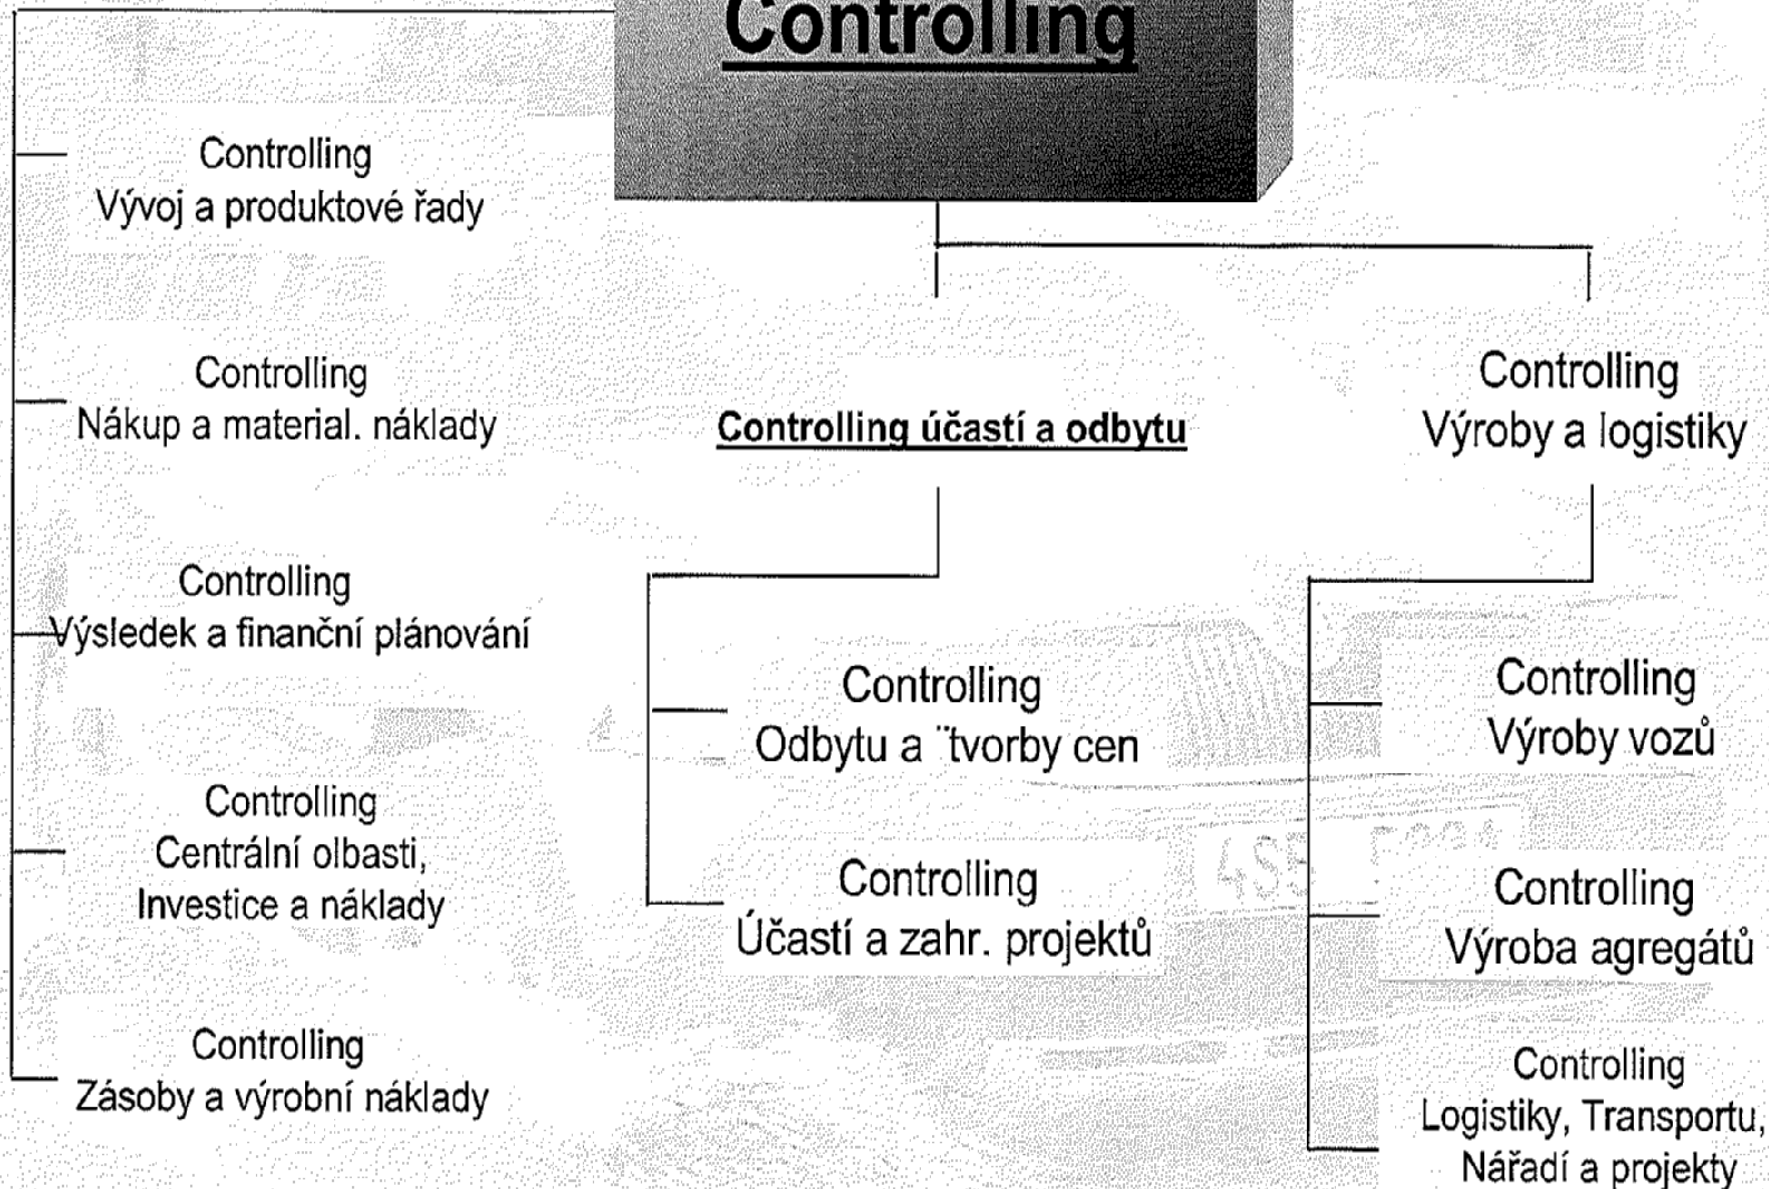 Controlling
Controlling
Vývoj a produktové řady
Controlling
Nákup a material. náklady
Controlling
Výsledek a finanční plánování
Controlling
Centrální olbasti,
Investice a náklady
Controlling
Zásoby a výrobní náklady
Controlling účastí a odbytu
Controlling
Odbytu a ¨tvorby cen
Controlling
Účastí a zahr. projektů
Controlling
Výroby a logistiky
Controlling
Výroby vozů
Controlling
Výroba agregátů
Controlling
Logistiky, Transportu,
Nářadí a projekty